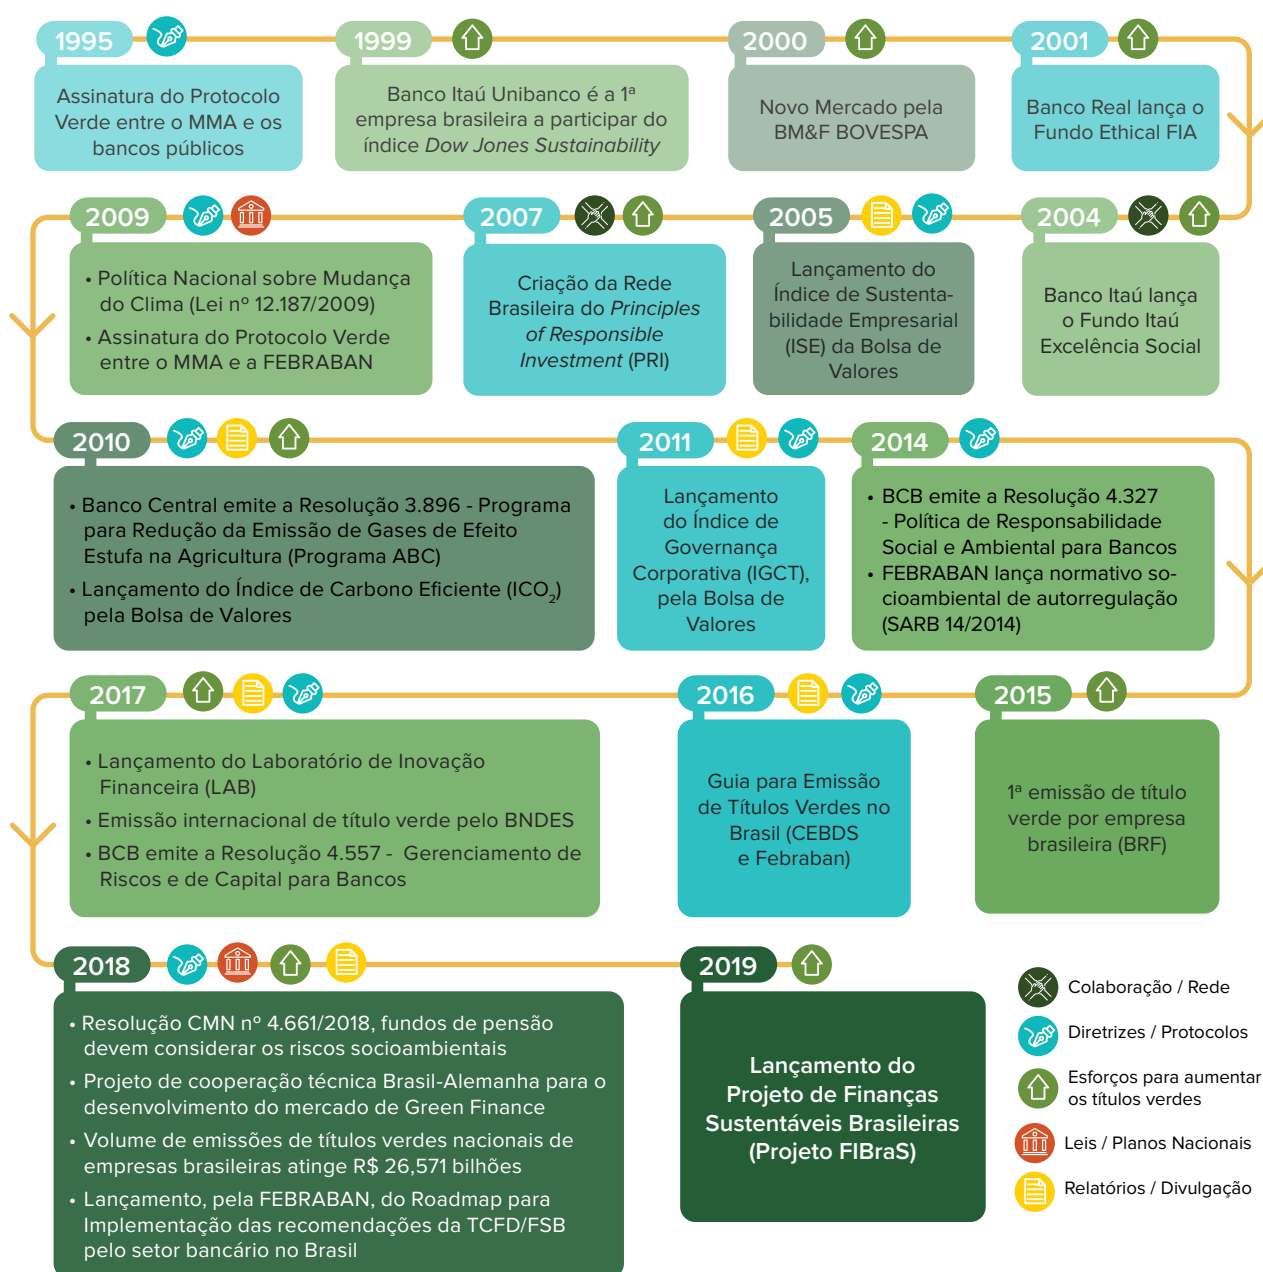 1995
Assinatura do Protocolo
Verde entre o MMA e os
bancos públicos
1999
Banco Itaú Unibanco é a 1ª
empresa brasileira a participar do
índice Dow Jones Sustainability
2000
Novo Mercado pela
BM&F BOVESPA
2001
Banco Real lança o
Fundo Ethical FIA
2004
Banco Itaú lança
o Fundo Itaú
Excelência Social
2005
Lançamento do
Índice de Sustenta-
bilidade Empresarial
(ISE) da Bolsa de
Valores
2007
Criação da Rede
Brasileira do Principles
of Responsible
Investment (PRI)
2009
• Política Nacional sobre Mudança
do Clima (Lei nº 12.187/2009)
• Assinatura do Protocolo Verde
entre o MMA e a FEBRABAN
2010
• Banco Central emite a Resolução 3.896 - Programa
para Redução da Emissão de Gases de Efeito
Estufa na Agricultura (Programa ABC)
• Lançamento do Índice de Carbono Eficiente (ICO₂)
pela Bolsa de Valores
2011
Lançamento
do Índice de
Governança
Corporativa (IGCT),
pela Bolsa de
Valores
2014
• BCB emite a Resolução 4.327
- Política de Responsabilidade
Social e Ambiental para Bancos
• FEBRABAN lança normativo so-
cioambiental de autorregulação
(SARB 14/2014)
2015
1ª emissão de título
verde por empresa
brasileira (BRF)
2016
Guia para Emissão
de Títulos Verdes no
Brasil (CEBDS
e Febraban)
2017
• Lançamento do Laboratório de Inovação
Financeira (LAB)
• Emissão internacional de título verde pelo BNDES
• BCB emite a Resolução 4.557 - Gerenciamento de
Riscos e de Capital para Bancos
2018
• Resolução CMN nº 4.661/2018, fundos de pensão
devem considerar os riscos socioambientais
• Projeto de cooperação técnica Brasil-Alemanha para o
desenvolvimento do mercado de Green Finance
• Volume de emissões de títulos verdes nacionais de
empresas brasileiras atinge R$ 26,571 bilhões
• Lançamento, pela FEBRABAN, do Roadmap para
Implementação das recomendações da TCFD/FSB
pelo setor bancário no Brasil
2019
Lançamento do
Projeto de Finanças
Sustentáveis Brasileiras
(Projeto FIBraS)
Colaboração / Rede
Diretrizes / Protocolos
Esforços para aumentar
os títulos verdes
Leis / Planos Nacionais
Relatórios / Divulgação